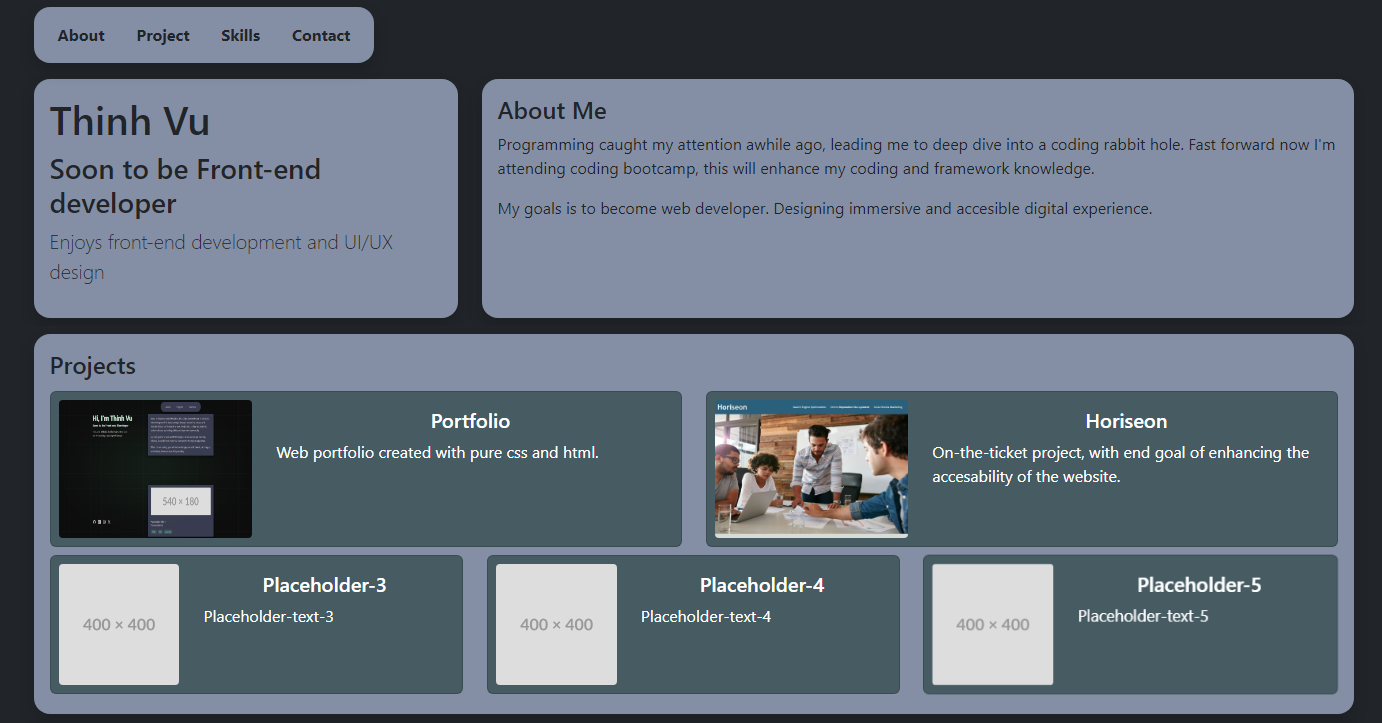 About Project Skills Contact
Thinh Vu
Soon to be Front-end
developer
Enjoys front-end development and UI/UX
design
About Me
Programming caught my attention awhile ago, leading me to deep dive into a coding rabbit hole. Fast forward now I'm
attending coding bootcamp, this will enhance my coding and framework knowledge.
My goals is to become web developer. Designing immersive and accesible digital experience.
Projects
Hi, I'm Thinh Vu
540 × 180
Portfolio
Web portfolio created with pure css and html.
Horiseon
Horiseon
On-the-ticket project, with end goal of enhancing the
accesability of the website.
400 × 400
Placeholder-3
Placeholder-text-3
400 × 400
Placeholder-4
Placeholder-text-4
400 × 400
Placeholder-5
Placeholder-text-5